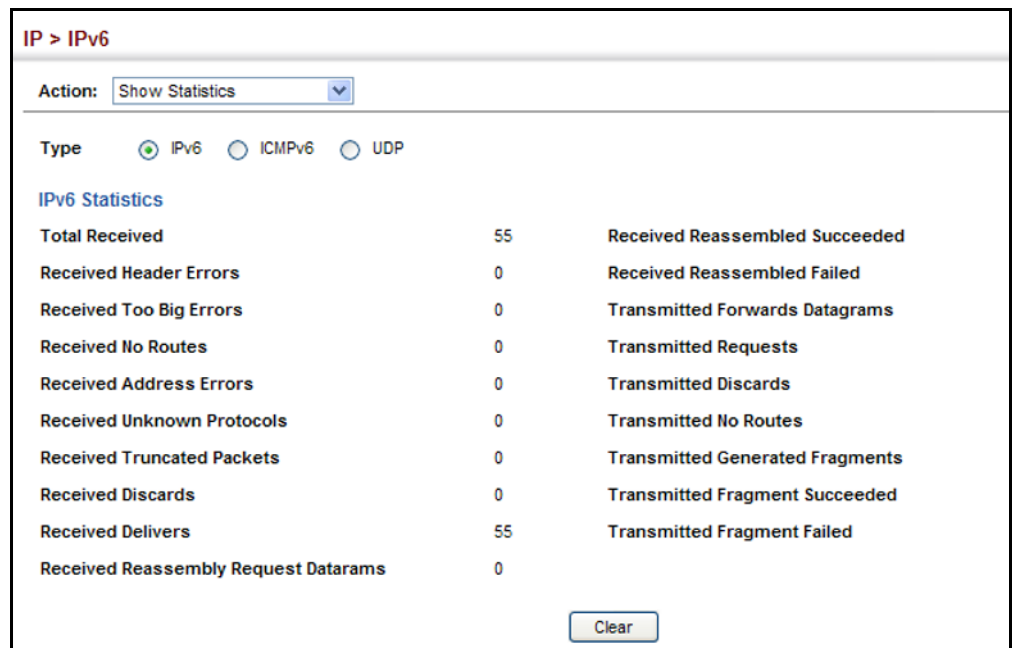 IP > IPv6
Action: Show Statistics
Type IPv6 ICMPv6 UDP
IPv6 Statistics
Total Received 55 Received Reassembled Succeeded
Received Header Errors 0 Received Reassembled Failed
Received Too Big Errors 0 Transmitted Forwards Datagrams
Received No Routes 0 Transmitted Requests
Received Address Errors 0 Transmitted Discards
Received Unknown Protocols 0 Transmitted No Routes
Received Truncated Packets 0 Transmitted Generated Fragments
Received Discards 0 Transmitted Fragment Succeeded
Received Delivers 55 Transmitted Fragment Failed
Received Reassembly Request Datarams 0
Clear